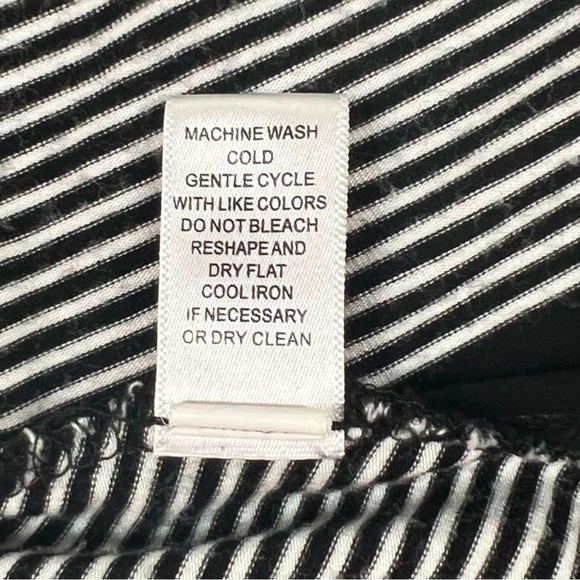 MACHINE WASH
COLD
GENTLE CYCLE
WITH LIKE COLORS
DO NOT BLEACH
RESHAPE AND
DRY FLAT
COOL IRON
IF NECESSARY
OR DRY CLEAN